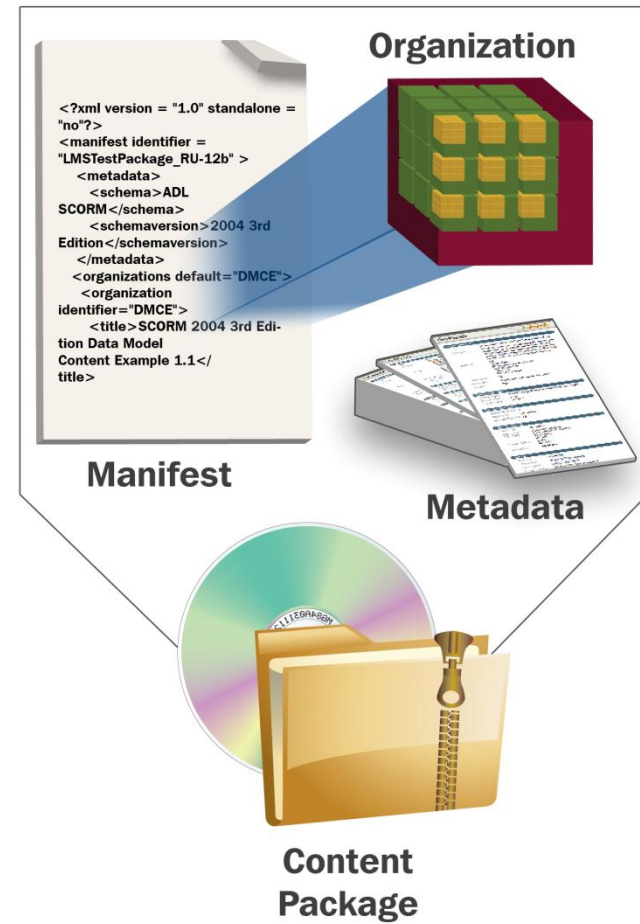 Organization
<?xml version = "1.0" standalone =
"no"?>
<manifest identifier =
"LMSTestPackage_RU-12b" >
<metadata>
<schema>ADL
SCORM</schema>
<schemaversion>2004 3rd
Edition</schemaversion>
</metadata>
<organizations default="DMCE">
<organization
identifier="DMCE">
<title>SCORM 2004 3rd Edi-
tion Data Model
Content Example 1.1</
title>
Manifest
Metadata
Content
Package